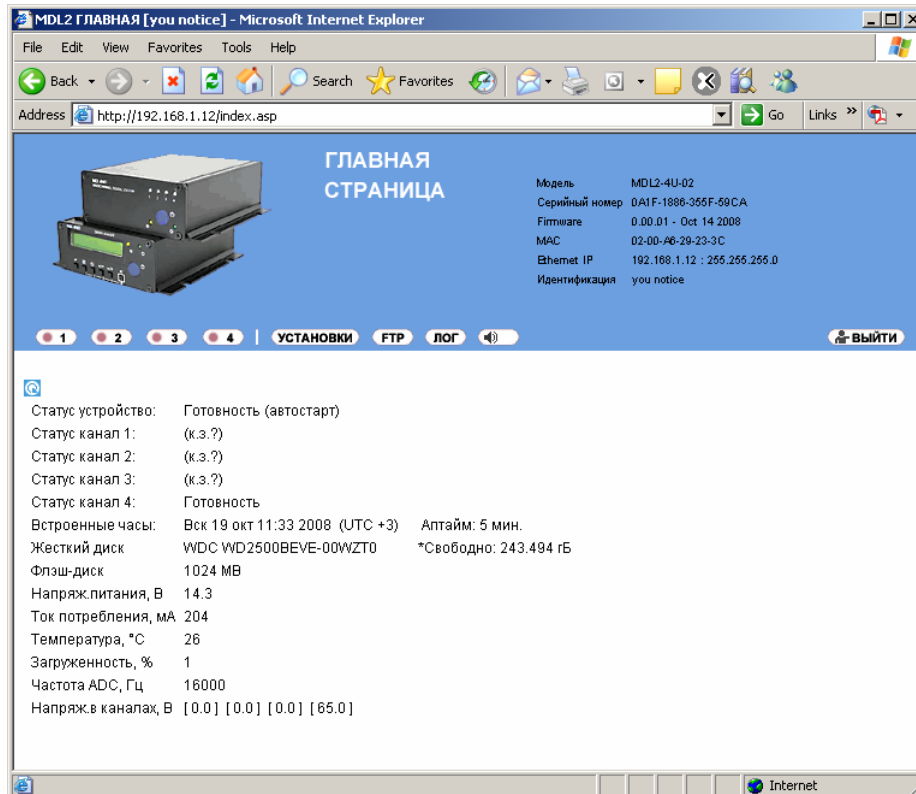 MDL2 ГЛАВНАЯ [you notice] - Microsoft Internet Explorer
File Edit View Favorites Tools Help
Back Search Favorites
Address http://192.168.1.12/index.asp Go Links »
ГЛАВНАЯ
СТРАНИЦА
Модель MDL2-4U-02
Серийный номер 0A1F-1886-355F-59CA
Firmware 0.00.01 - Oct 14 2008
MAC 02-00-A6-29-23-3C
Ethernet IP 192.168.1.12 : 255.255.255.0
Идентификация you notice
1 2 3 4 | УСТАНОВКИ FTP ЛОГ ВЫЙТИ
Статус устройство: Готовность (автостарт)
Статус канал 1: (к.з.?)
Статус канал 2: (к.з.?)
Статус канал 3: (к.з.?)
Статус канал 4: Готовность
Встроенные часы: Вск 19 окт 11:33 2008 (UTC +3) Аптайм: 5 мин.
Жесткий диск WDC WD2500BEVE-00WZT0 *Свободно: 243.494 гБ
Флэш-диск 1024 MB
Напряж.питания, В 14.3
Ток потребления, мА 204
Температура, °C 26
Загруженность, % 1
Частота ADC, Гц 16000
Напряж.в каналах, В [0.0] [0.0] [0.0] [65.0]
Internet